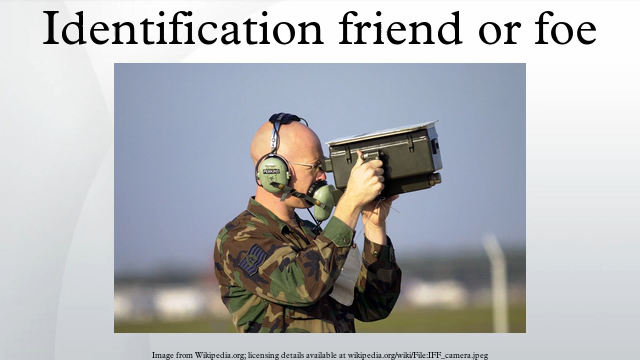 Identification friend or foe
Image from Wikipedia.org; licensing details available at wikipedia.org/wiki/File:IFF_camera.jpeg